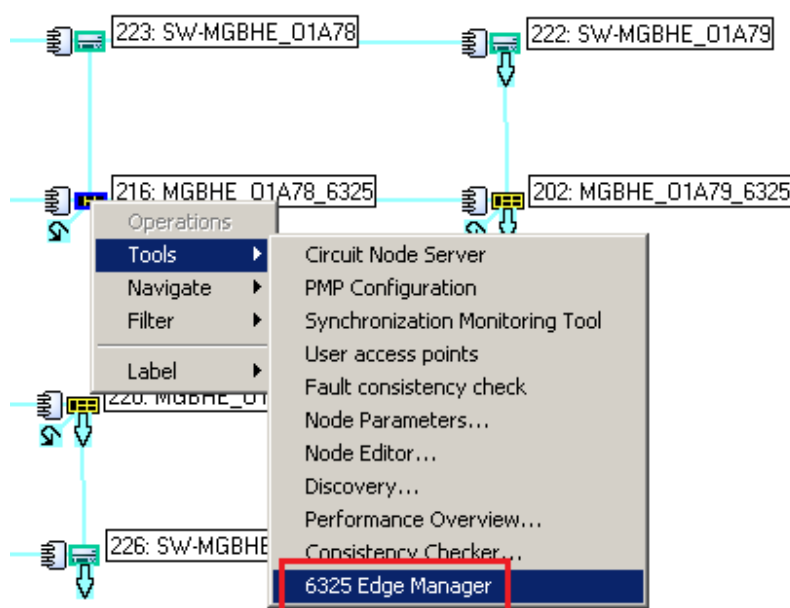 223: SW-MGBHE_01A78
222: SW-MGBHE_01A79
216: MGBHE_01A78_6325
202: MGBHE_01A79_6325
Operations
Tools
Navigate
Filter
Label
Circuit Node Server
PMP Configuration
Synchronization Monitoring Tool
User access points
Fault consistency check
Node Parameters...
Node Editor...
Discovery...
Performance Overview...
Consistency Checker...
6325 Edge Manager
220: MGBHE_01
226: SW-MGBHE